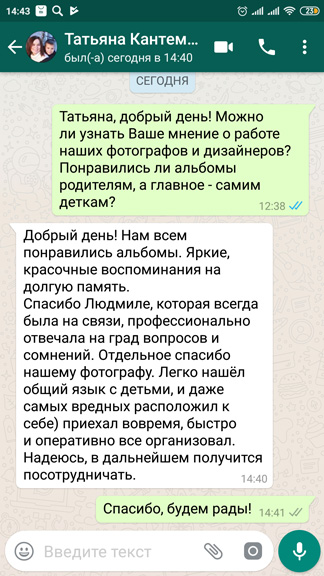 14:43
23
Татьяна Кантем...
был(-а) сегодня в 14:40
СЕГОДНЯ
Татьяна, добрый день! Можно
ли узнать Ваше мнение о работе
наших фотографов и дизайнеров?
Понравились ли альбомы
родителям, а главное - самим
деткам?
12:38
Добрый день! Нам всем
понравились альбомы. Яркие,
красочные воспоминания на
долгую память.
Спасибо Людмиле, которая всегда
была на связи, профессионально
отвечала на град вопросов и
сомнений. Отдельное спасибо
нашему фотографу. Легко нашёл
общий язык с детьми, и даже
самых вредных расположил к
себе) приехал вовремя, быстро
и оперативно все организовал.
Надеюсь, в дальнейшем получится
посотрудничать.
14:40
Спасибо, будем рады!
14:41
Введите текст